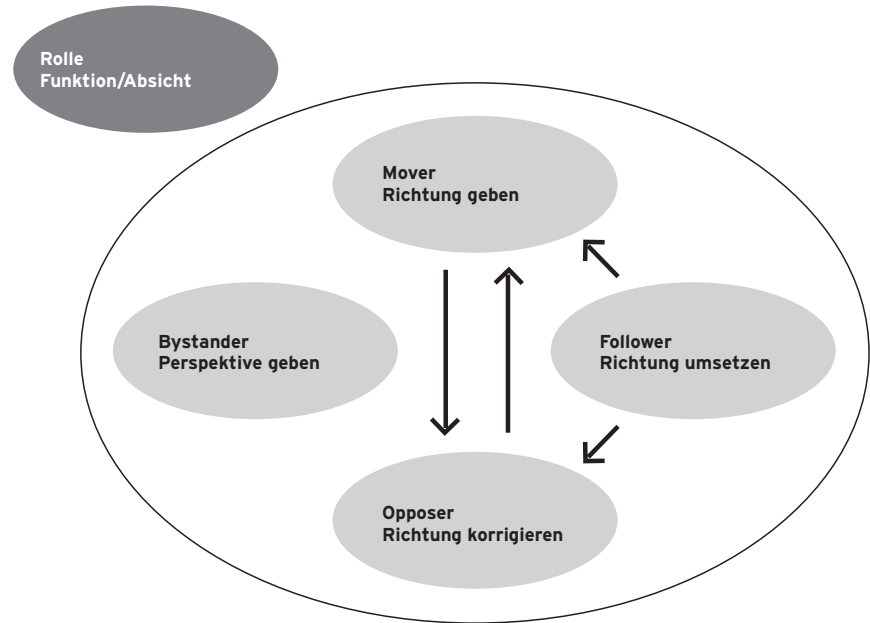 Rolle
Funktion/Absicht
Mover
Richtung geben
Bystander
Perspektive geben
Follower
Richtung umsetzen
Opposer
Richtung korrigieren